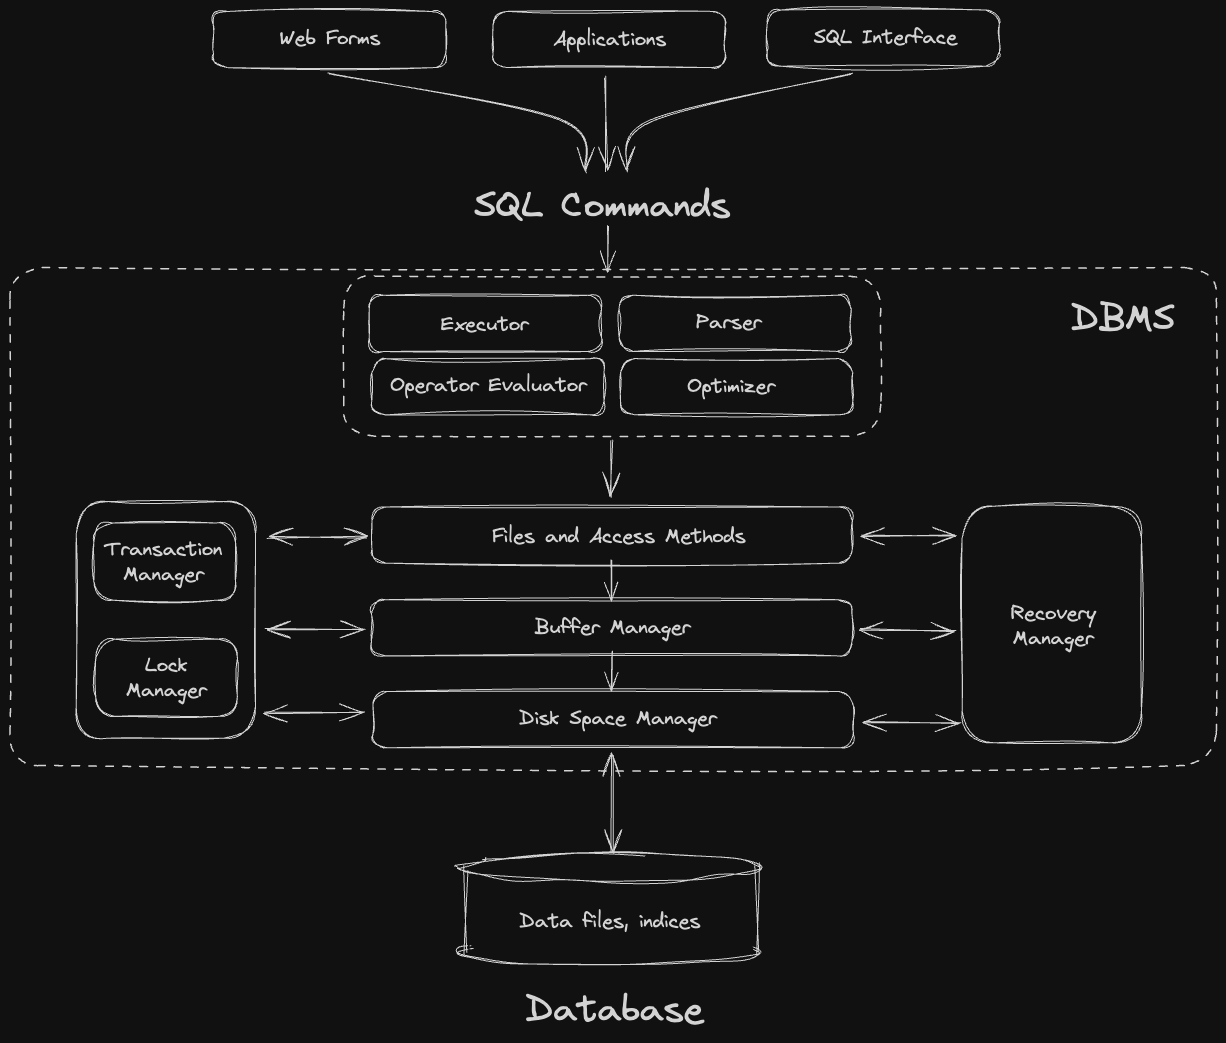 Web Forms
Applications
SQL Interface
SQL Commands
DBMS
Executor
Parser
Operator Evaluator
Optimizer
Transaction
Manager
Lock
Manager
Files and Access Methods
Buffer Manager
Disk Space Manager
Recovery
Manager
Data files, indices
Database